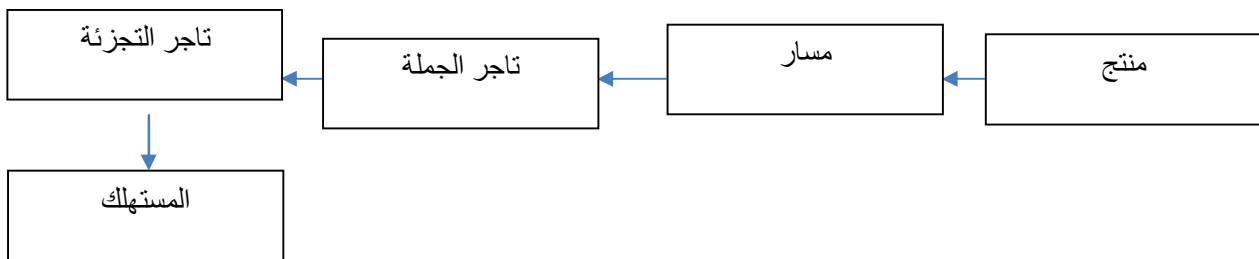 منتج
مسار
تاجر الجملة
تاجر التجزئة
المستهلك